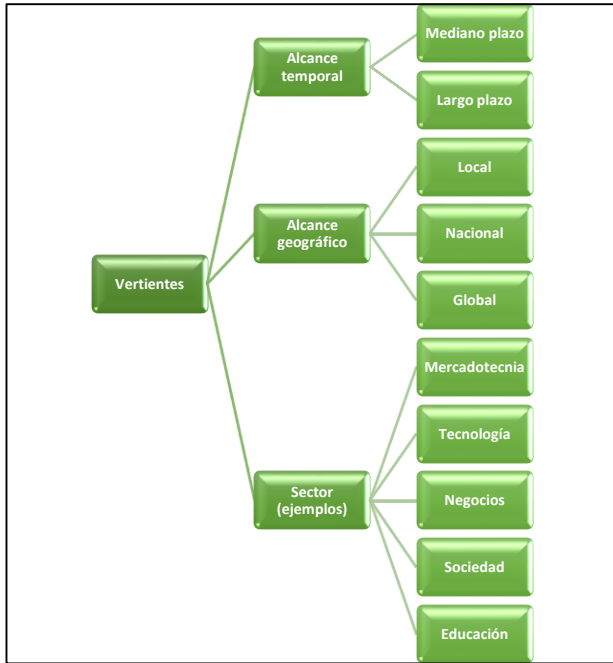 Vertientes
Alcance
temporal
Mediano plazo
Largo plazo
Alcance
geográfico
Local
Nacional
Global
Sector
(ejemplos)
Mercadotecnia
Tecnología
Negocios
Sociedad
Educación